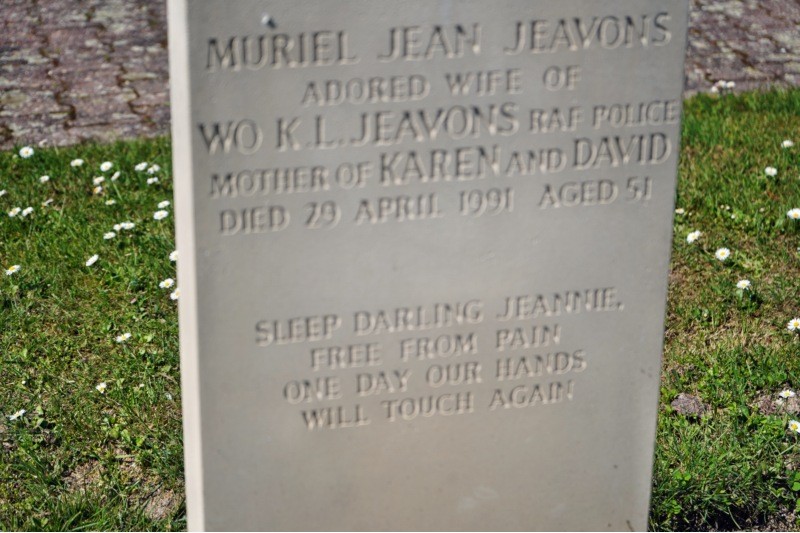 MURIEL JEAN JEAVONS
ADORED WIFE OF
WO K.L. JEAVONS RAF POLICE
MOTHER OF KAREN AND DAVID
DIED 29 APRIL 1991 AGED 51
SLEEP DARLING JEANNIE,
FREE FROM PAIN
ONE DAY OUR HANDS
WILL TOUCH AGAIN